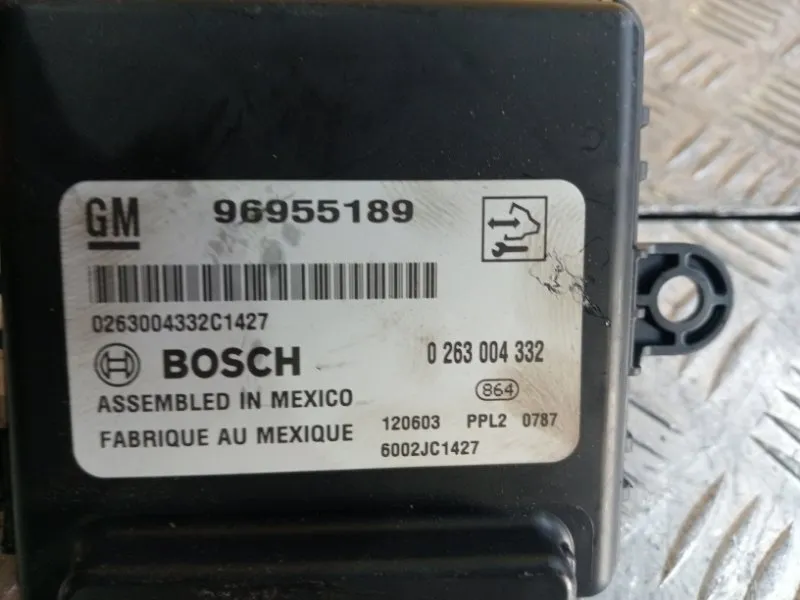 GM 96955189
0263004332C1427
BOSCH 0 263 004 332
ASSEMBLED IN MEXICO 864
FABRIQUE AU MEXIQUE 120603 PPL2 0787
6002JC1427